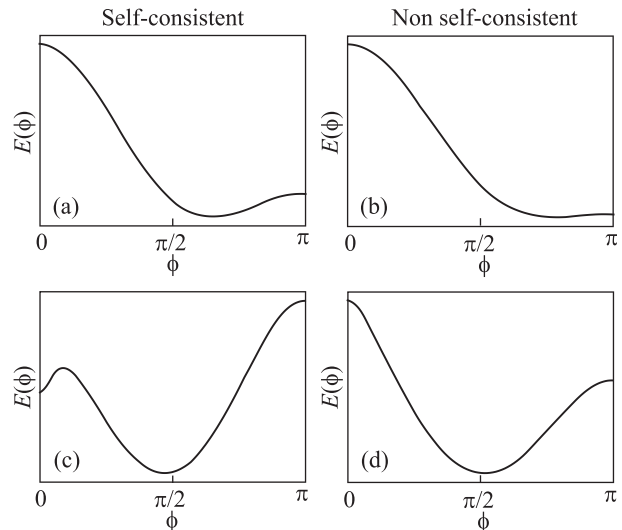 Self-consistent Non self-consistent
E(ϕ) E(ϕ)
(a) (b)
0 π/2 π 0 π/2 π
ϕ ϕ
E(ϕ) E(ϕ)
(c) (d)
0 π/2 π 0 π/2 π
ϕ ϕ